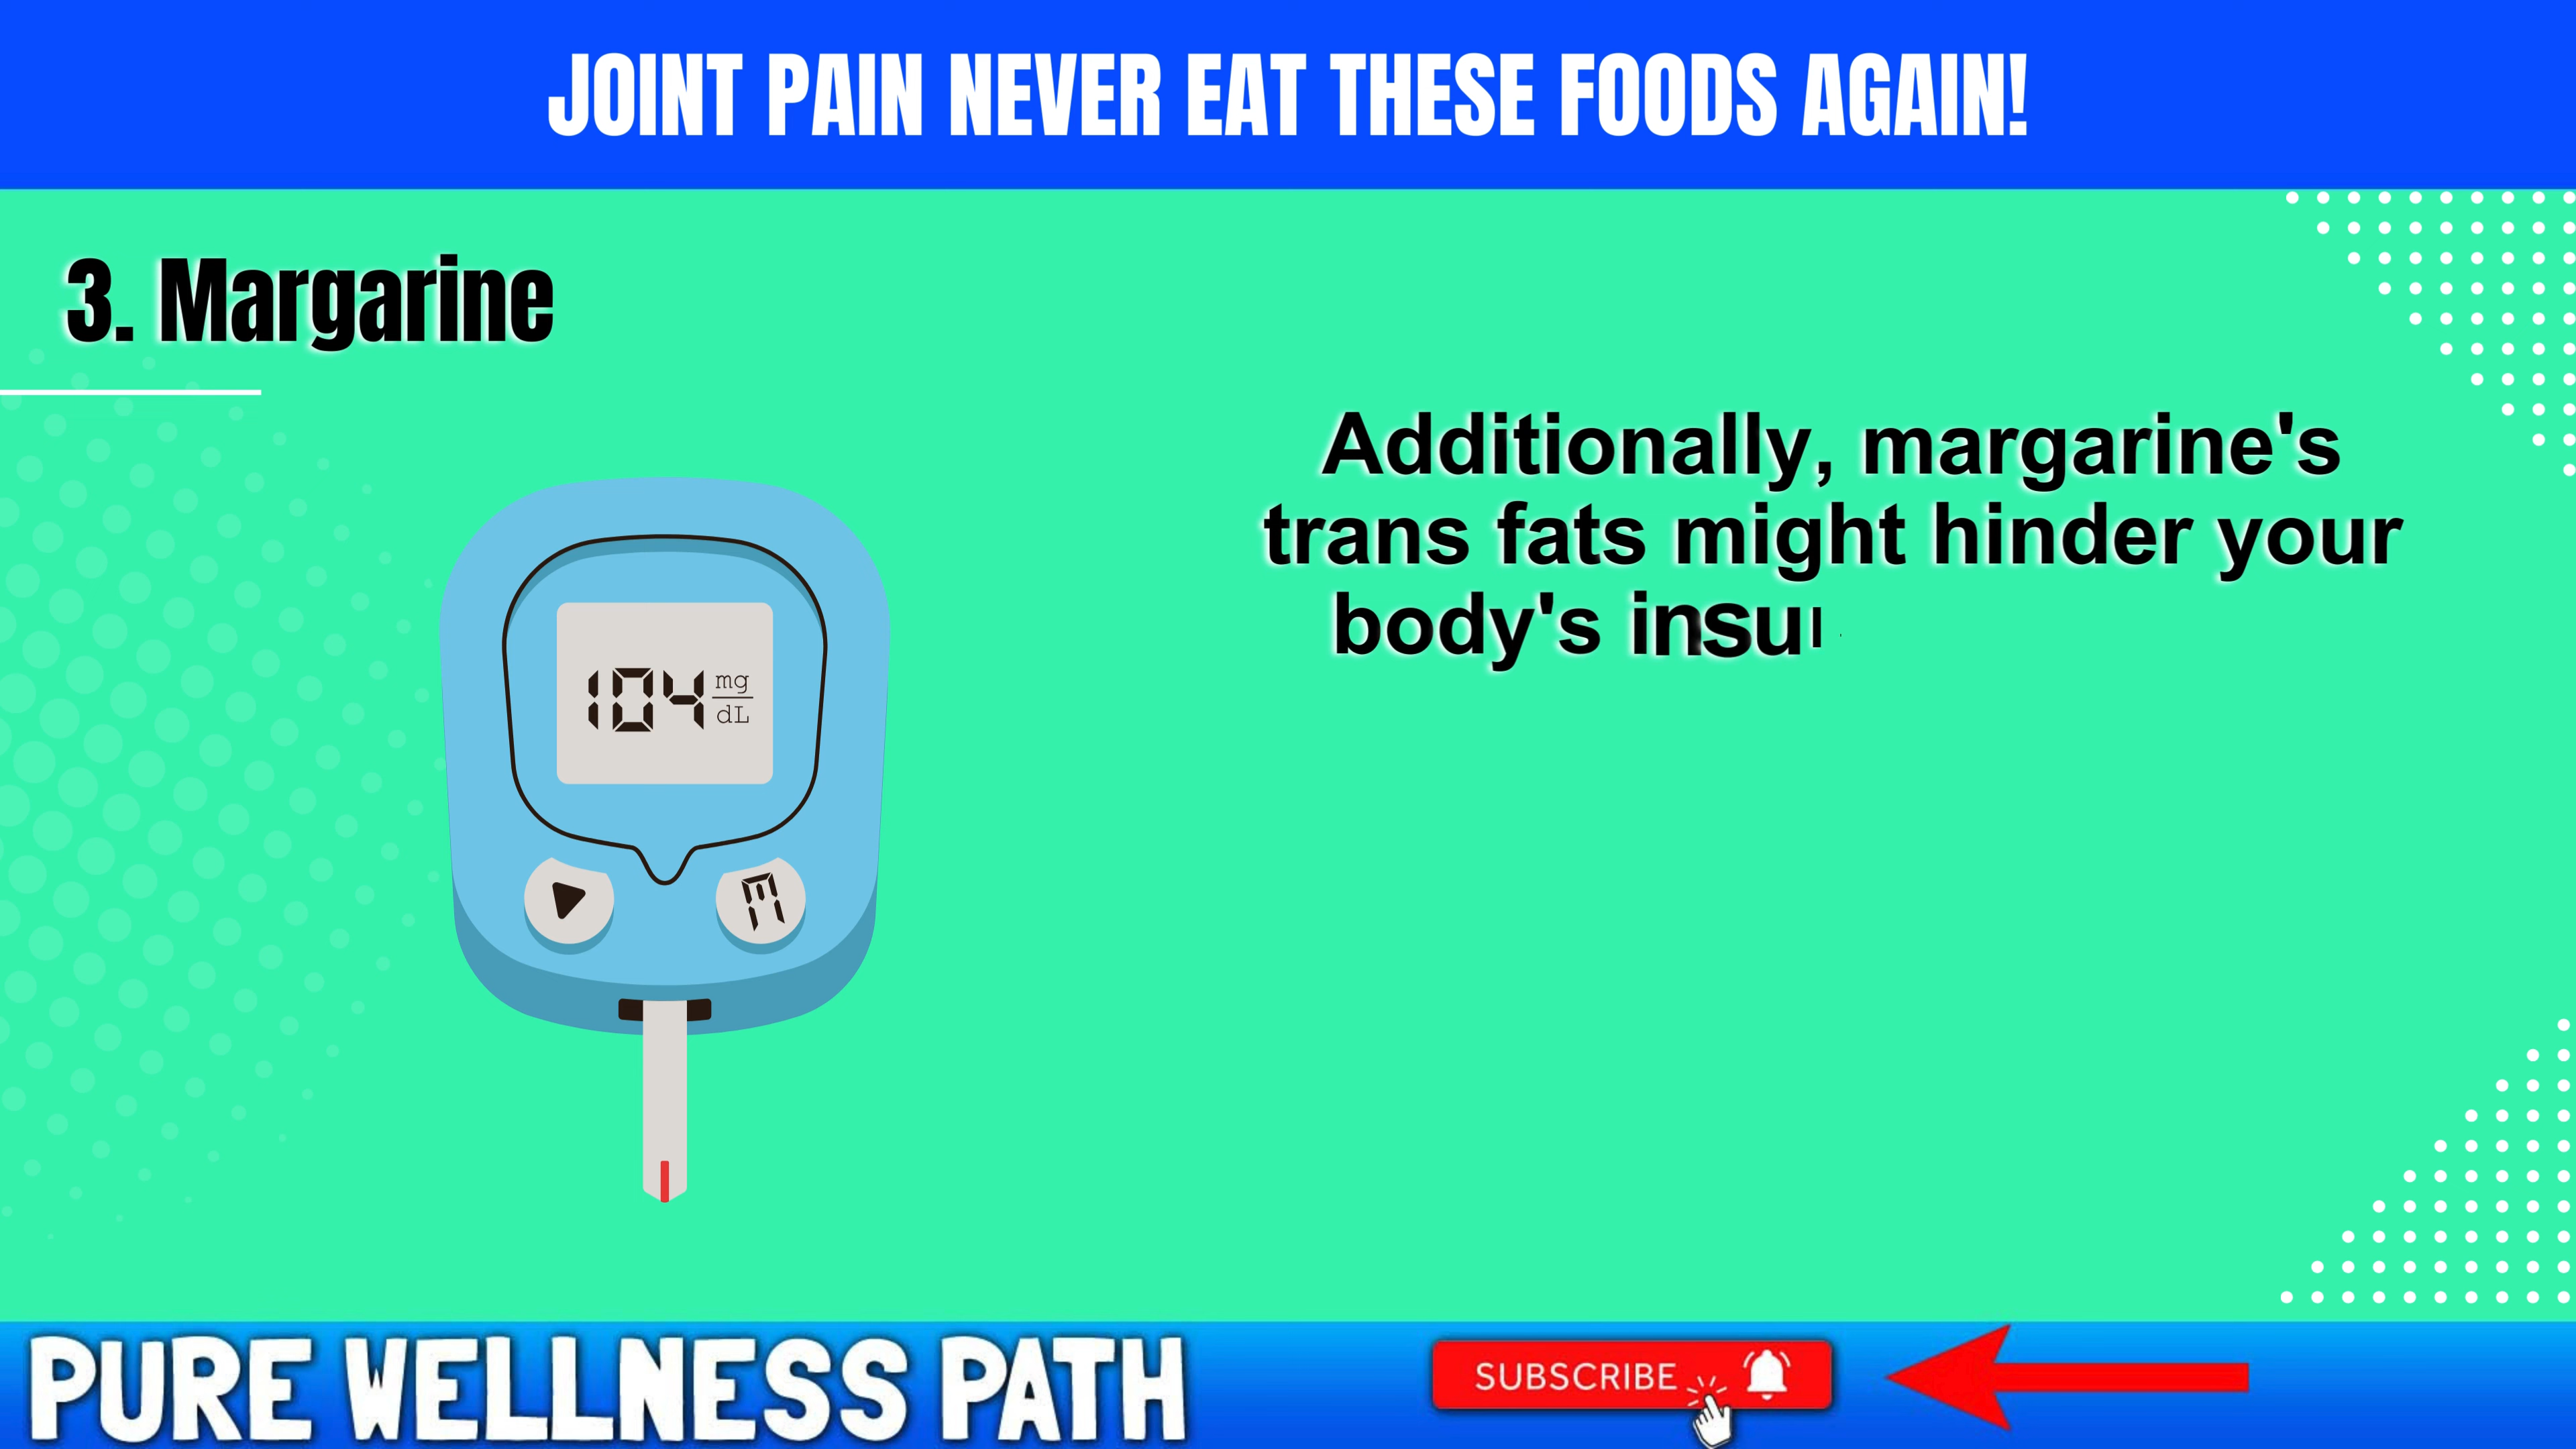 JOINT PAIN NEVER EAT THESE FOODS AGAIN!
3. Margarine
Additionally, margarine's
trans fats might hinder your
body's insu
104 mg
dL
PURE WELLNESS PATH
SUBSCRIBE